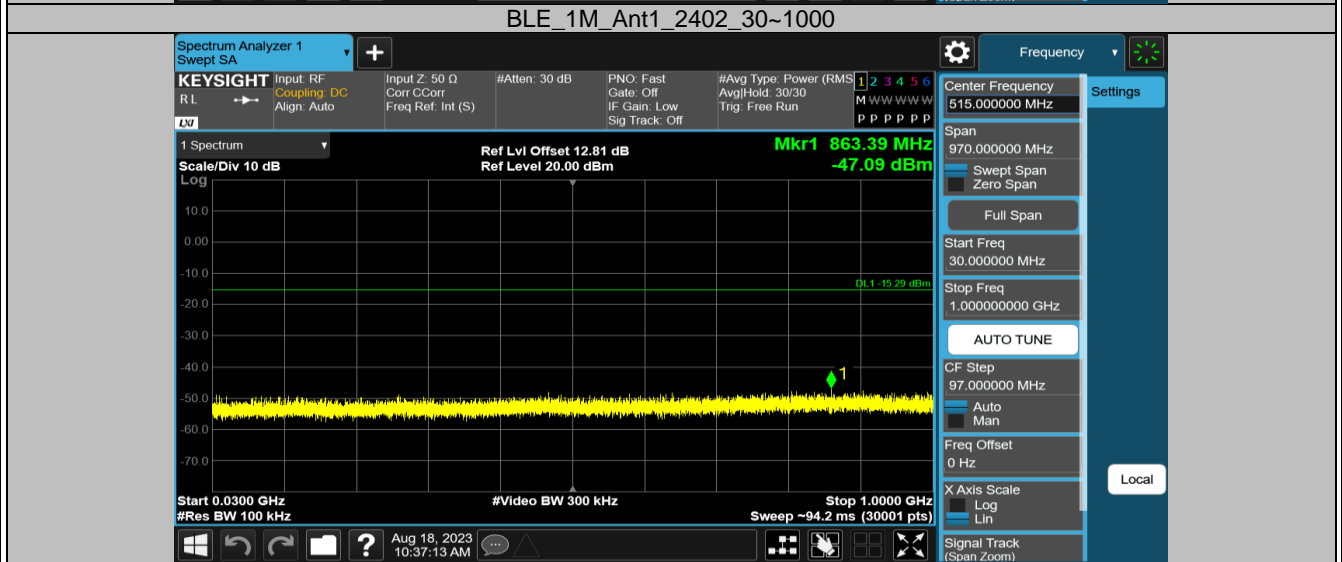 BLE_1M_Ant1_2402_30~1000
Spectrum Analyzer 1
Swept SA
+
Frequency
KEYSIGHT
R L
LXI
Input: RF
Coupling: DC
Align: Auto
Input Z: 50 Ω
Corr CCorr
Freq Ref: Int (S)
#Atten: 30 dB
PNO: Fast
Gate: Off
IF Gain: Low
Sig Track: Off
#Avg Type: Power (RMS
Avg|Hold: 30/30
Trig: Free Run
1 2 3 4 5 6
M W W W W W
P P P P P P
1 Spectrum
Scale/Div 10 dB
Ref Lvl Offset 12.81 dB
Ref Level 20.00 dBm
Mkr1 863.39 MHz
-47.09 dBm
Log
10.0
0.00
-10.0
DL1 -15.29 dBm
-20.0
-30.0
-40.0
1
-50.0
-60.0
-70.0
Start 0.0300 GHz
#Res BW 100 kHz
#Video BW 300 kHz
Stop 1.0000 GHz
Sweep ~94.2 ms (30001 pts)
Center Frequency
515.000000 MHz
Settings
Span
970.000000 MHz
Swept Span
Zero Span
Full Span
Start Freq
30.000000 MHz
Stop Freq
1.000000000 GHz
AUTO TUNE
CF Step
97.000000 MHz
Auto
Man
Freq Offset
0 Hz
X Axis Scale
Log
Lin
Local
Signal Track
(Span Zoom)
?
Aug 18, 2023
10:37:13 AM